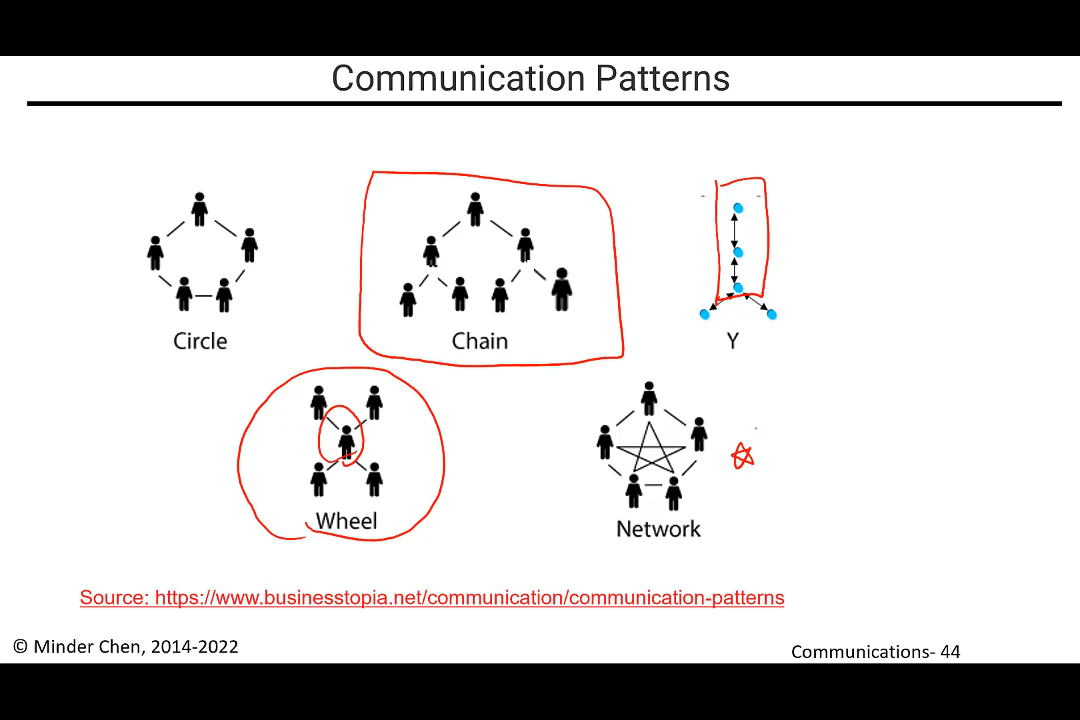 Communication Patterns
Circle
Chain
Y
Wheel
Network
Source: https://www.businesstopia.net/communication/communication-patterns
© Minder Chen, 2014-2022
Communications- 44